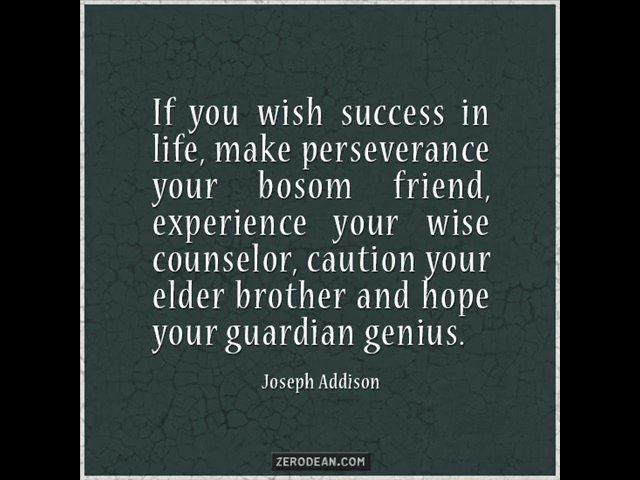 If you wish success in
life, make perseverance
your bosom friend,
experience your wise
counselor, caution your
elder brother and hope
your guardian genius.
Joseph Addison
ZERODEAN.COM